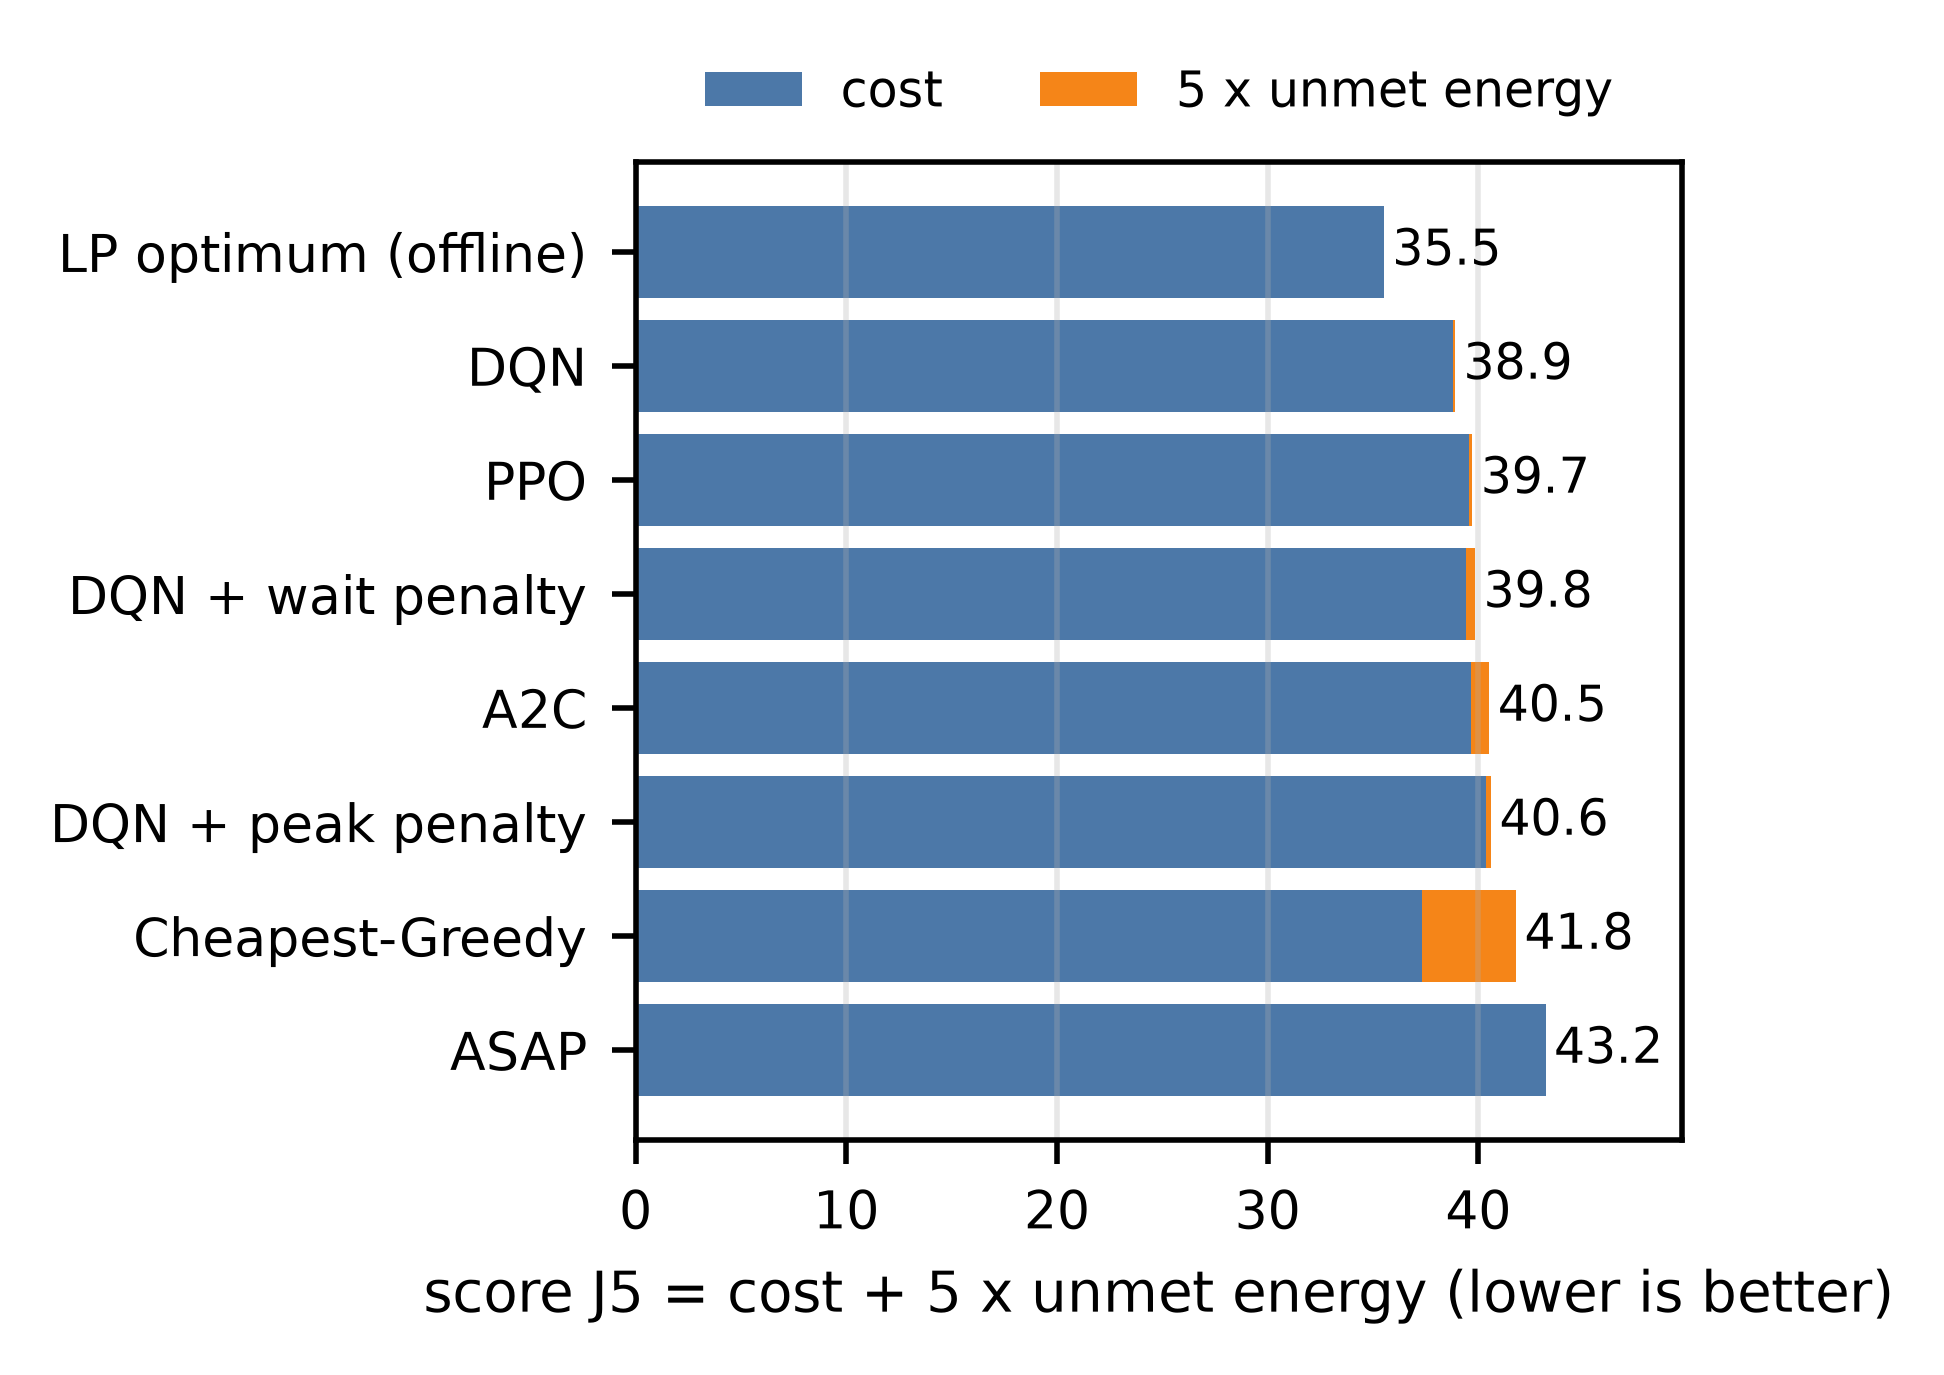 cost 5 x unmet energy
LP optimum (offline) 35.5
DQN 38.9
PPO 39.7
DQN + wait penalty 39.8
A2C 40.5
DQN + peak penalty 40.6
Cheapest-Greedy 41.8
ASAP 43.2
0 10 20 30 40
score J5 = cost + 5 x unmet energy (lower is better)